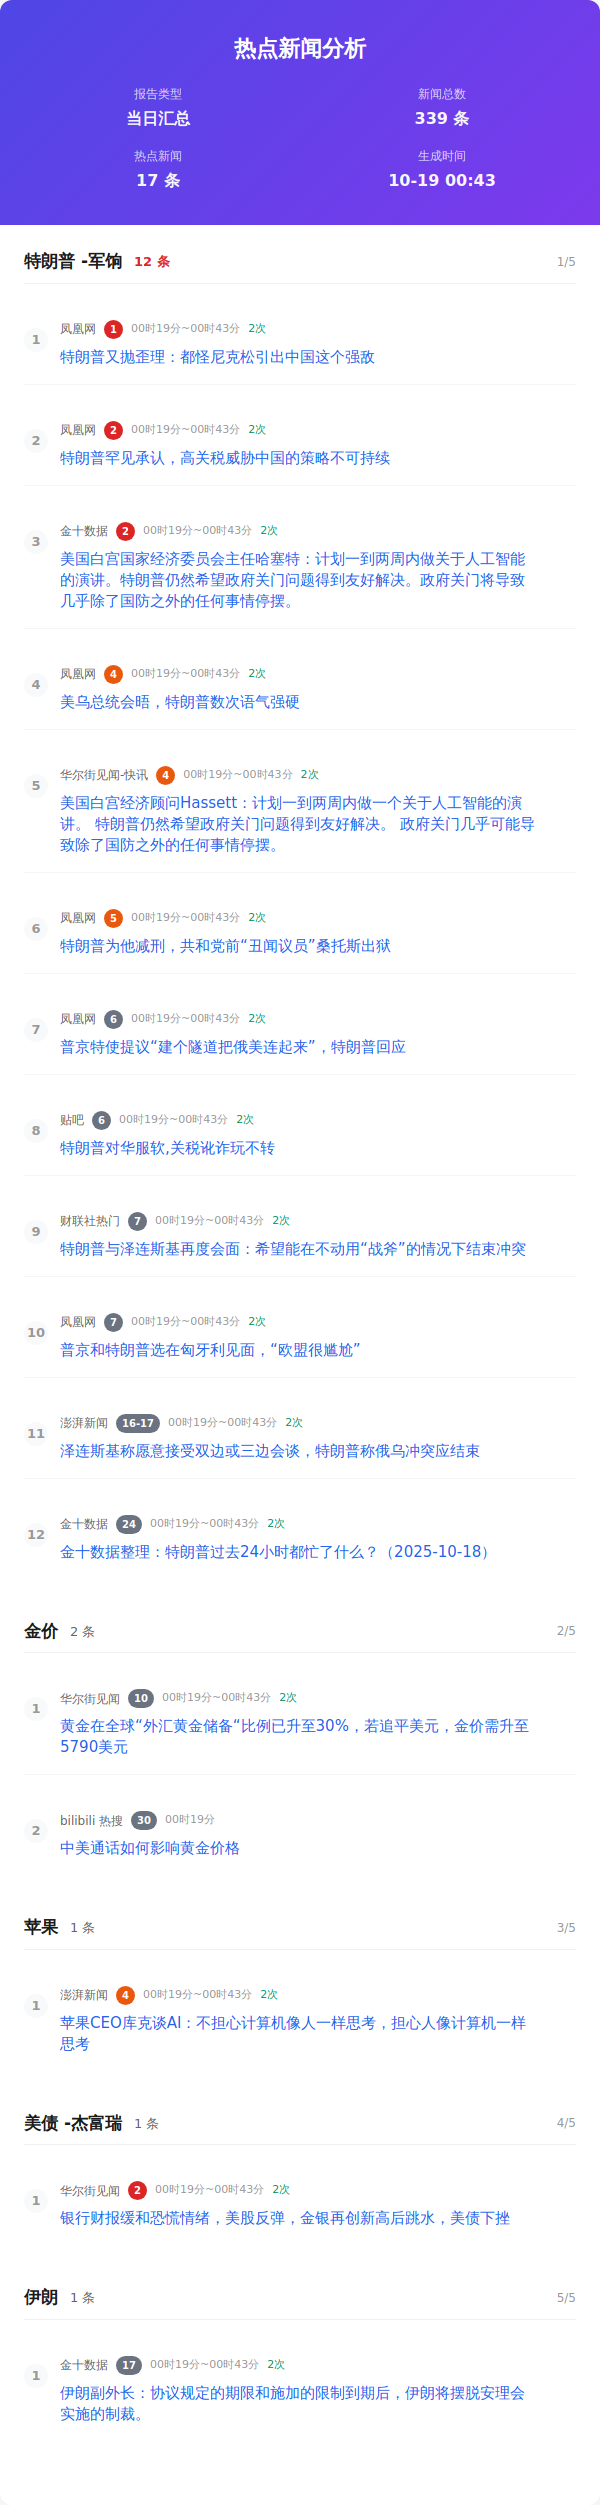 热点新闻分析
报告类型
新闻总数
当日汇总
339 条
热点新闻
生成时间
17 条
10-19 00:43
特朗普 -军饷 12 条 1/5
1
凤凰网 1 00时19分~00时43分 2次
特朗普又抛歪理：都怪尼克松引出中国这个强敌
2
凤凰网 2 00时19分~00时43分 2次
特朗普罕见承认，高关税威胁中国的策略不可持续
3
金十数据 2 00时19分~00时43分 2次
美国白宫国家经济委员会主任哈塞特：计划一到两周内做关于人工智能
的演讲。特朗普仍然希望政府关门问题得到友好解决。政府关门将导致
几乎除了国防之外的任何事情停摆。
4
凤凰网 4 00时19分~00时43分 2次
美乌总统会晤，特朗普数次语气强硬
5
华尔街见闻-快讯 4 00时19分~00时43分 2次
美国白宫经济顾问Hassett：计划一到两周内做一个关于人工智能的演
讲。 特朗普仍然希望政府关门问题得到友好解决。 政府关门几乎可能导
致除了国防之外的任何事情停摆。
6
凤凰网 5 00时19分~00时43分 2次
特朗普为他减刑，共和党前“丑闻议员”桑托斯出狱
7
凤凰网 6 00时19分~00时43分 2次
普京特使提议“建个隧道把俄美连起来”，特朗普回应
8
贴吧 6 00时19分~00时43分 2次
特朗普对华服软,关税讹诈玩不转
9
财联社热门 7 00时19分~00时43分 2次
特朗普与泽连斯基再度会面：希望能在不动用“战斧”的情况下结束冲突
10
凤凰网 7 00时19分~00时43分 2次
普京和特朗普选在匈牙利见面，“欧盟很尴尬”
11
澎湃新闻 16-17 00时19分~00时43分 2次
泽连斯基称愿意接受双边或三边会谈，特朗普称俄乌冲突应结束
12
金十数据 24 00时19分~00时43分 2次
金十数据整理：特朗普过去24小时都忙了什么？（2025-10-18）
金价 2 条 2/5
1
华尔街见闻 10 00时19分~00时43分 2次
黄金在全球“外汇黄金储备“比例已升至30%，若追平美元，金价需升至
5790美元
2
bilibili 热搜 30 00时19分
中美通话如何影响黄金价格
苹果 1 条 3/5
1
澎湃新闻 4 00时19分~00时43分 2次
苹果CEO库克谈AI：不担心计算机像人一样思考，担心人像计算机一样
思考
美债 -杰富瑞 1 条 4/5
1
华尔街见闻 2 00时19分~00时43分 2次
银行财报缓和恐慌情绪，美股反弹，金银再创新高后跳水，美债下挫
伊朗 1 条 5/5
1
金十数据 17 00时19分~00时43分 2次
伊朗副外长：协议规定的期限和施加的限制到期后，伊朗将摆脱安理会
实施的制裁。